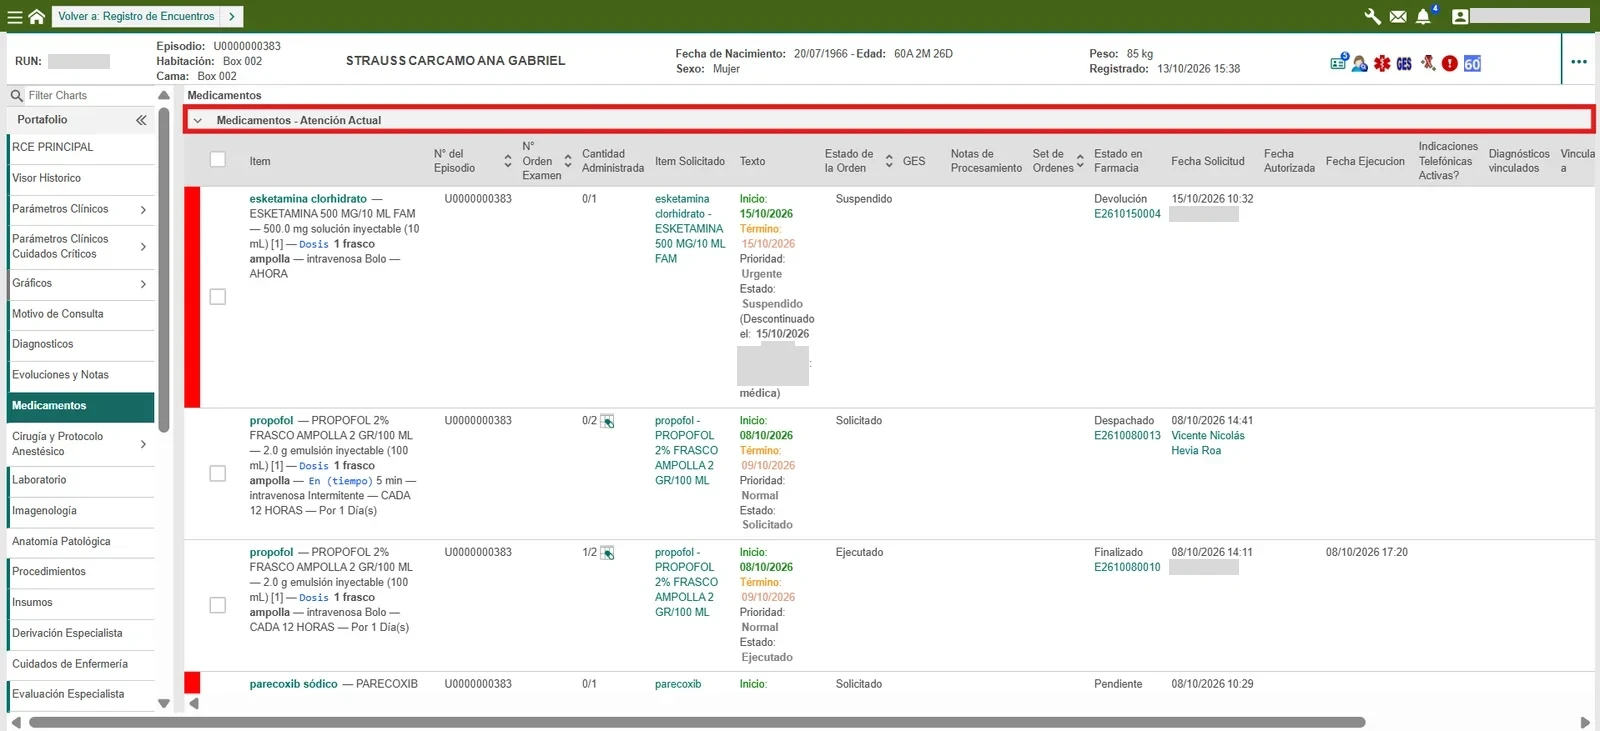 Volver a: Registro de Encuentros
4
RUN:
Episodio: U0000000383
Habitación: Box 002
Cama: Box 002
STRAUSS CARCAMO ANA GABRIEL
Fecha de Nacimiento: 20/07/1966 - Edad: 60A 2M 26D
Sexo: Mujer
Peso: 85 kg
Registrado: 13/10/2026 15:38
GES
60
Filter Charts
Portafolio
RCE PRINCIPAL
Visor Historico
Parámetros Clínicos
Parámetros Clínicos
Cuidados Críticos
Gráficos
Motivo de Consulta
Diagnosticos
Evoluciones y Notas
Medicamentos
Cirugía y Protocolo
Anestésico
Laboratorio
Imagenología
Anatomía Patológica
Procedimientos
Insumos
Derivación Especialista
Cuidados de Enfermería
Evaluación Especialista
Medicamentos
Medicamentos - Atención Actual
Item
N° del
Episodio
N°
Orden
Examen
Cantidad
Administrada
Item Solicitado
Texto
Estado de
la Orden
GES
Notas de
Procesamiento
Set de
Ordenes
Estado en
Farmacia
Fecha Solicitud
Fecha
Autorizada
Fecha Ejecucion
Indicaciones
Telefónicas
Activas?
Diagnósticos
vinculados
Vincula
a
esketamina clorhidrato —
ESKETAMINA 500 MG/10 ML FAM
— 500.0 mg solución inyectable (10
mL) [1] — Dosis 1 frasco
ampolla — intravenosa Bolo —
AHORA
U0000000383
0/1
esketamina
clorhidrato -
ESKETAMINA
500 MG/10 ML
FAM
Inicio:
15/10/2026
Término:
15/10/2026
Prioridad:
Urgente
Estado:
Suspendido
(Descontinuado
el: 15/10/2026
:
médica)
Suspendido
Devolución
E2610150004
15/10/2026 10:32
propofol — PROPOFOL 2%
FRASCO AMPOLLA 2 GR/100 ML
— 2.0 g emulsión inyectable (100
mL) [1] — Dosis 1 frasco
ampolla — En (tiempo) 5 min —
intravenosa Intermitente — CADA
12 HORAS — Por 1 Día(s)
U0000000383
0/2
propofol -
PROPOFOL
2% FRASCO
AMPOLLA 2
GR/100 ML
Inicio:
08/10/2026
Término:
09/10/2026
Prioridad:
Normal
Estado:
Solicitado
Solicitado
Despachado
E2610080013
08/10/2026 14:41
Vicente Nicolás
Hevia Roa
propofol — PROPOFOL 2%
FRASCO AMPOLLA 2 GR/100 ML
— 2.0 g emulsión inyectable (100
mL) [1] — Dosis 1 frasco
ampolla — intravenosa Bolo —
CADA 12 HORAS — Por 1 Día(s)
U0000000383
1/2
propofol -
PROPOFOL
2% FRASCO
AMPOLLA 2
GR/100 ML
Inicio:
08/10/2026
Término:
09/10/2026
Prioridad:
Normal
Estado:
Ejecutado
Ejecutado
Finalizado
E2610080010
08/10/2026 14:11
08/10/2026 17:20
parecoxib sódico — PARECOXIB
U0000000383
0/1
parecoxib
Inicio:
Solicitado
Pendiente
08/10/2026 10:29